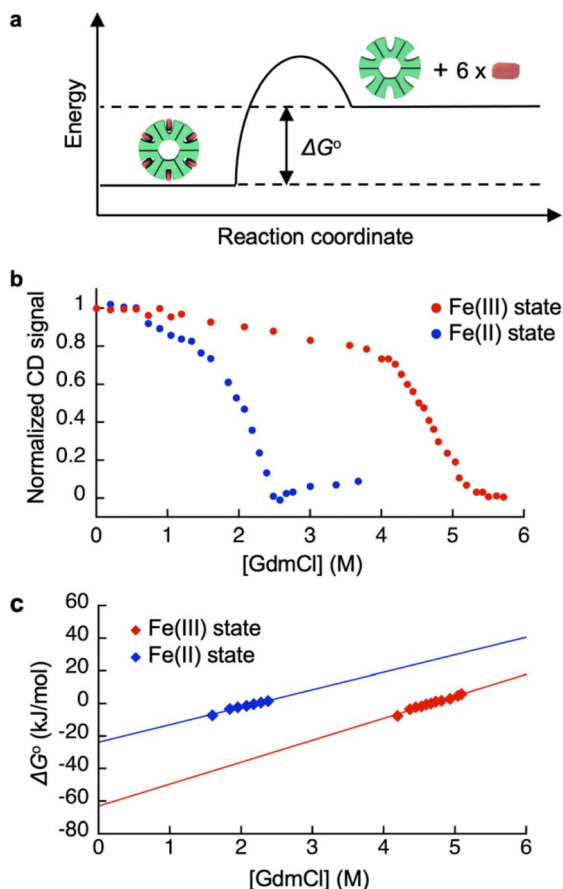 a
Energy
ΔGº
+ 6 x
Reaction coordinate
b
Normalized CD signal
1
0.8
0.6
0.4
0.2
0
Fe(III) state
Fe(II) state
0 1 2 3 4 5 6
[GdmCl] (M)
c
ΔGº (kJ/mol)
60
40
20
0
-20
-40
-60
-80
Fe(III) state
Fe(II) state
0 1 2 3 4 5 6
[GdmCl] (M)